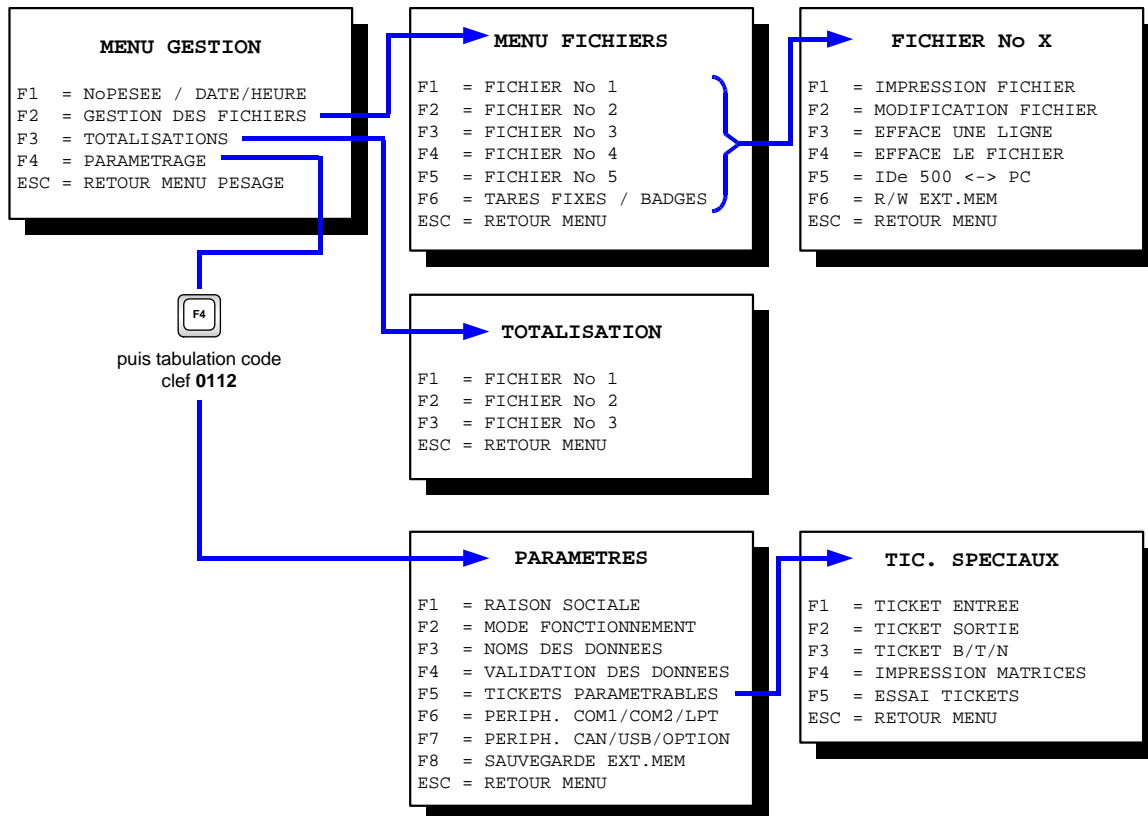 MENU GESTION
F1 = NoPESEE / DATE/HEURE
F2 = GESTION DES FICHIERS
F3 = TOTALISATIONS
F4 = PARAMETRAGE
ESC = RETOUR MENU PESAGE
MENU FICHIERS
F1 = FICHIER No 1
F2 = FICHIER No 2
F3 = FICHIER No 3
F4 = FICHIER No 4
F5 = FICHIER No 5
F6 = TARES FIXES / BADGES
ESC = RETOUR MENU
FICHIER No X
F1 = IMPRESSION FICHIER
F2 = MODIFICATION FICHIER
F3 = EFFACE UNE LIGNE
F4 = EFFACE LE FICHIER
F5 = IDe 500 <-> PC
F6 = R/W EXT.MEM
ESC = RETOUR MENU
F4
puis tabulation code
clef 0112
TOTALISATION
F1 = FICHIER No 1
F2 = FICHIER No 2
F3 = FICHIER No 3
ESC = RETOUR MENU
PARAMETRES
F1 = RAISON SOCIALE
F2 = MODE FONCTIONNEMENT
F3 = NOMS DES DONNEES
F4 = VALIDATION DES DONNEES
F5 = TICKETS PARAMETRABLES
F6 = PERIPH. COM1/COM2/LPT
F7 = PERIPH. CAN/USB/OPTION
F8 = SAUVEGARDE EXT.MEM
ESC = RETOUR MENU
TIC. SPECIAUX
F1 = TICKET ENTREE
F2 = TICKET SORTIE
F3 = TICKET B/T/N
F4 = IMPRESSION MATRICES
F5 = ESSAI TICKETS
ESC = RETOUR MENU